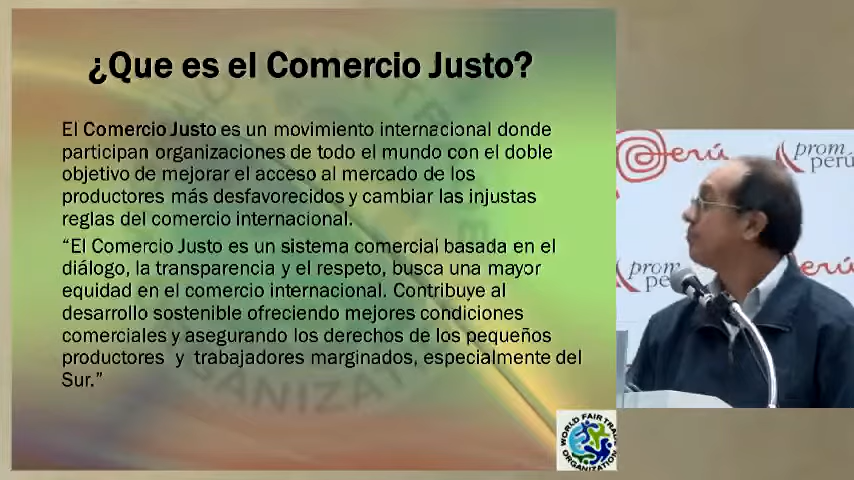 ¿Que es el Comercio Justo?
El Comercio Justo es un movimiento internacional donde
participan organizaciones de todo el mundo con el doble
objetivo de mejorar el acceso al mercado de los
productores más desfavorecidos y cambiar las injustas
reglas del comercio internacional.
“El Comercio Justo es un sistema comercial basada en el
diálogo, la transparencia y el respeto, busca una mayor
equidad en el comercio internacional. Contribuye al
desarrollo sostenible ofreciendo mejores condiciones
comerciales y asegurando los derechos de los pequeños
productores y trabajadores marginados, especialmente del
Sur.”
WORLD FAIR TRADE
ORGANIZATION
Perú
prom
perú
prom
pe
erú